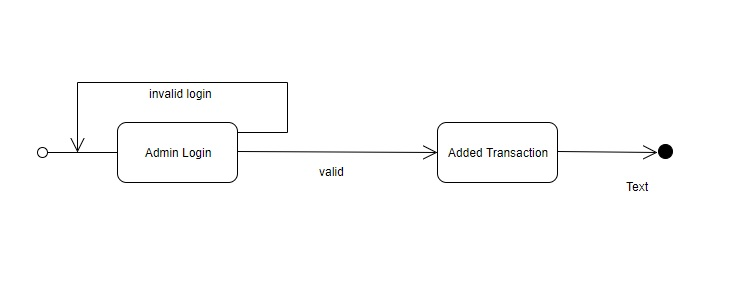 invalid login
Admin Login
valid
Added Transaction
Text